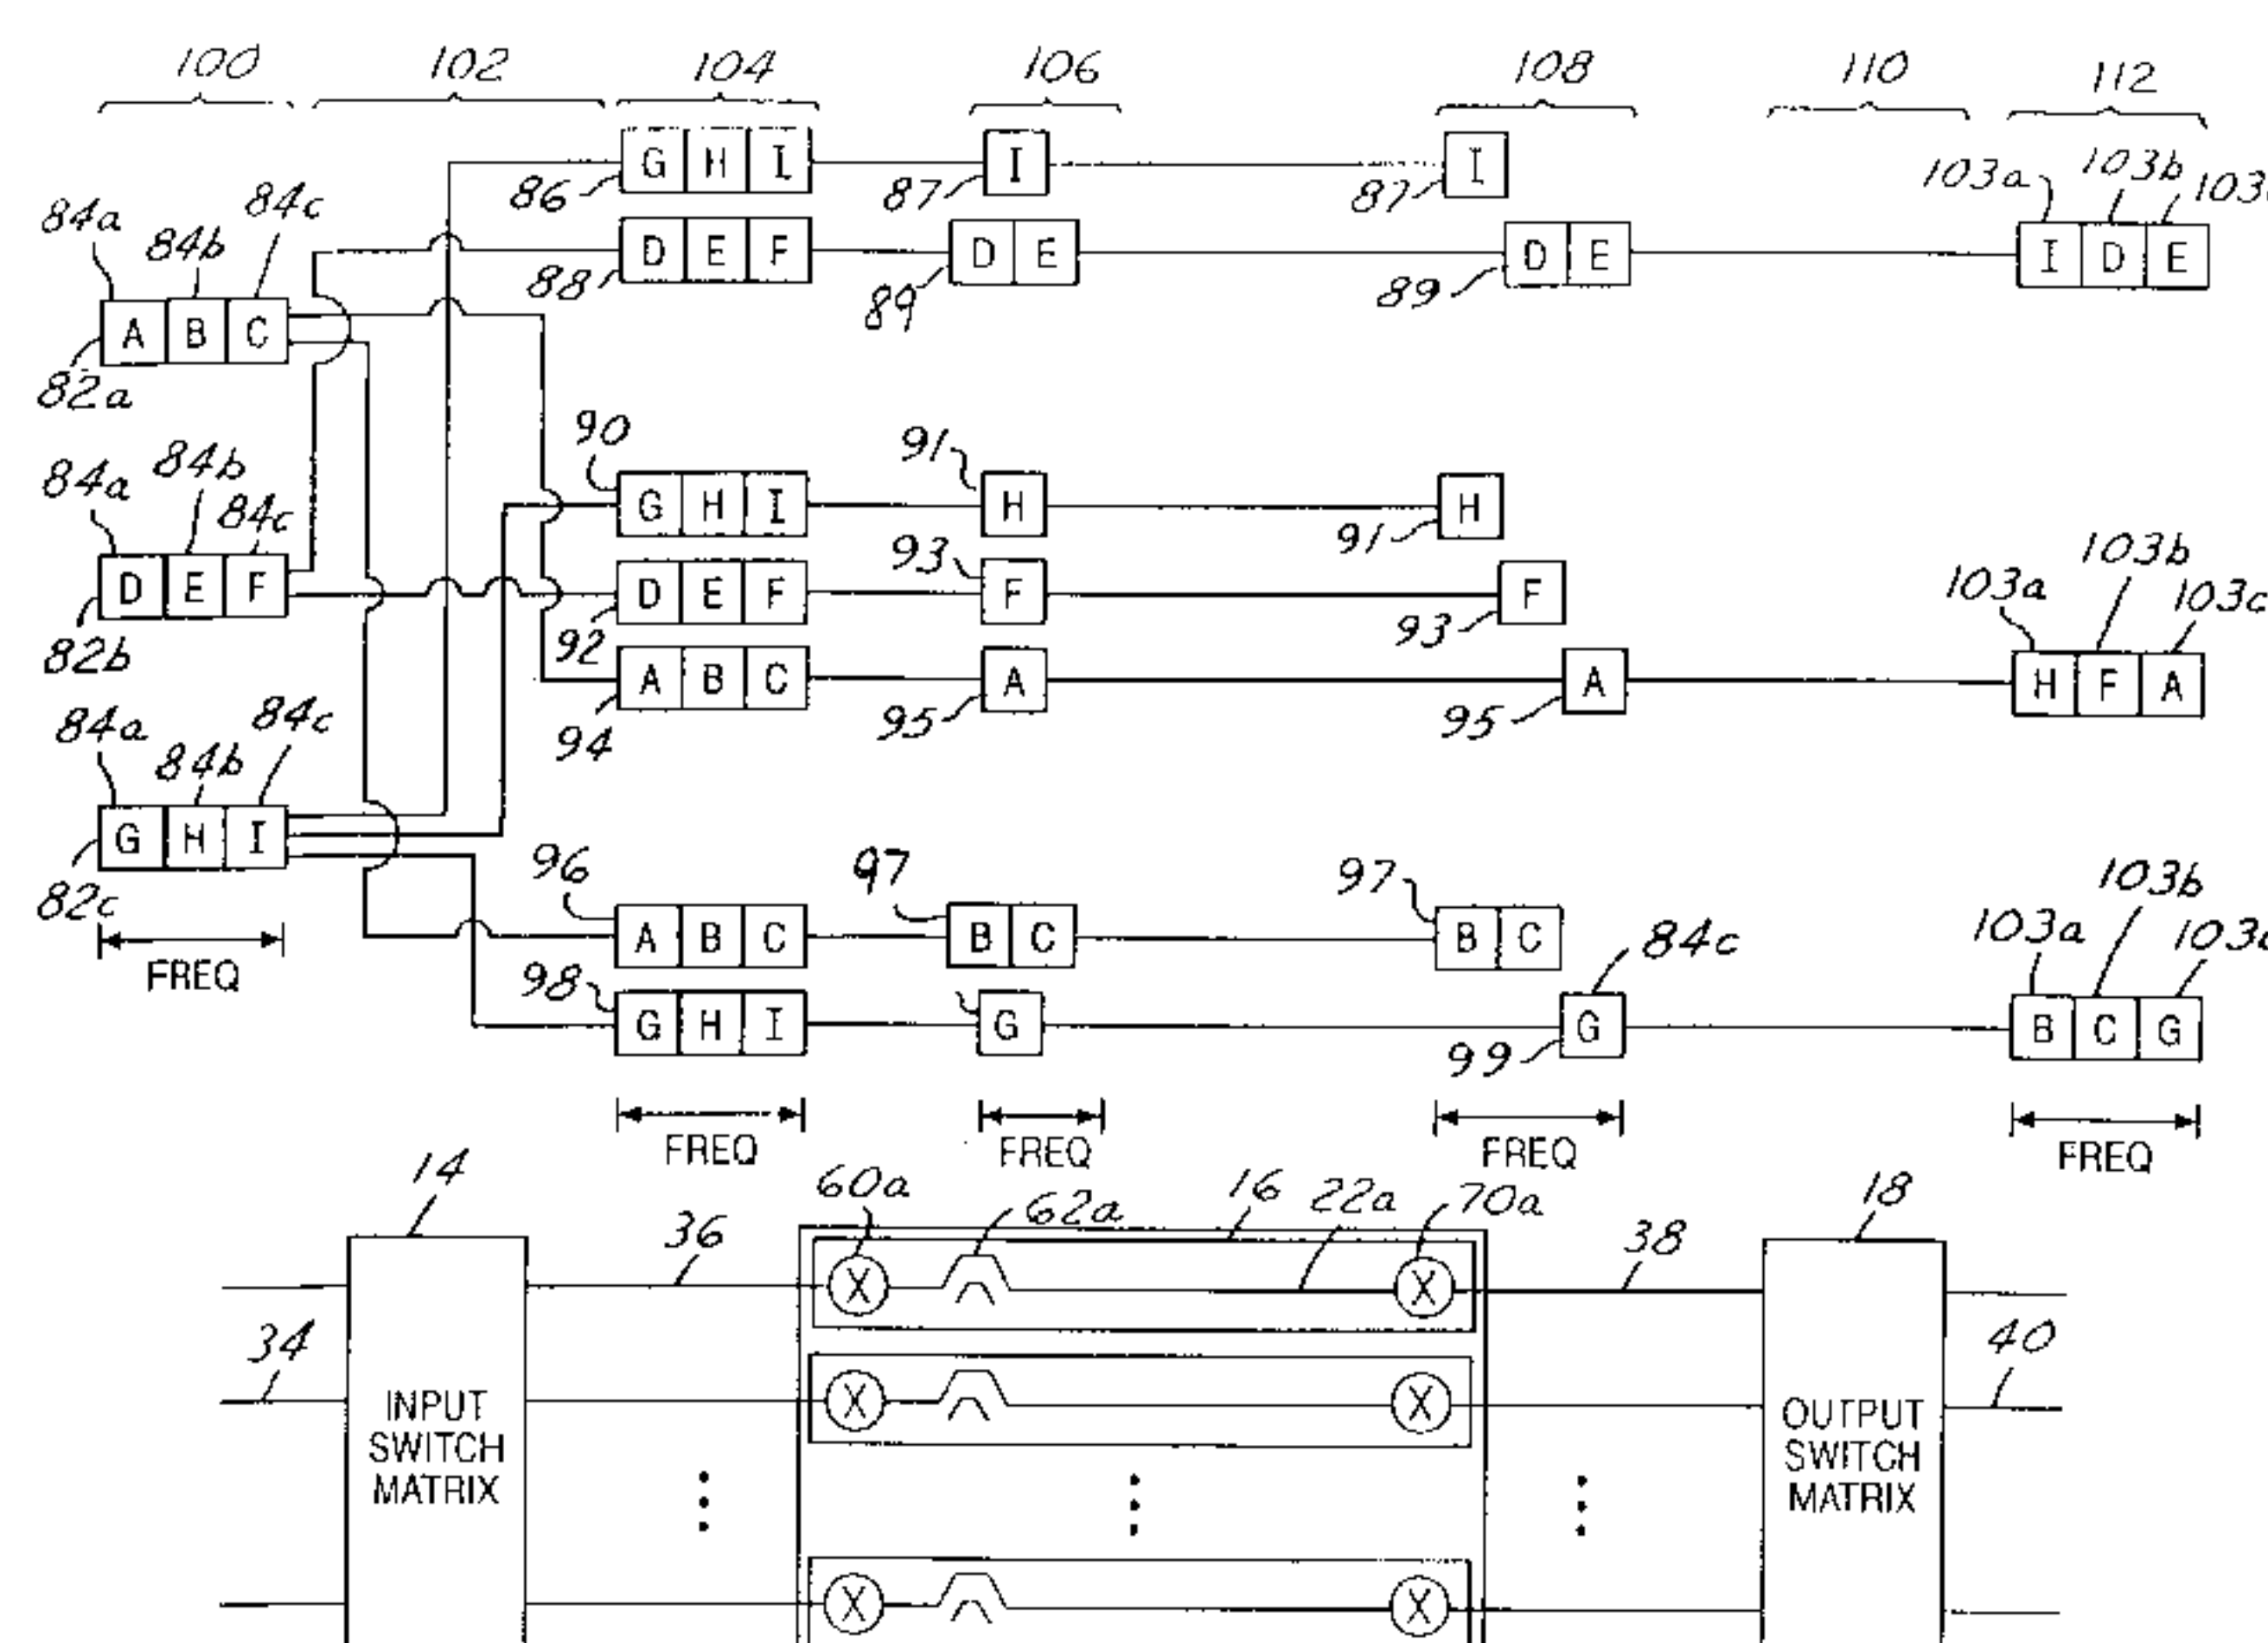 100 102 104 106 108 110 112
G H I I I 103a 103b 103
86 87 87
84a 84b 84c D E F D E D E I D E
88 89 89
A B C
82a
90 91
84a 84b 84c G H I H H
91
93 103a 103b 103c
D E F D E F F F
82b 92 93
84a 84b 84c A B C A A H F A
94 95 95
G H I
82c 96 97 97 103a 103b 103
A B C B C B C 84c
FREQ 98
G H I G G B C G
99
FREQ FREQ FREQ FREQ
14 36 60a 62a 16 22a 70a 38 18
X X
34 40
X X
INPUT
SWITCH
MATRIX
OUTPUT
SWITCH
MATRIX
X X